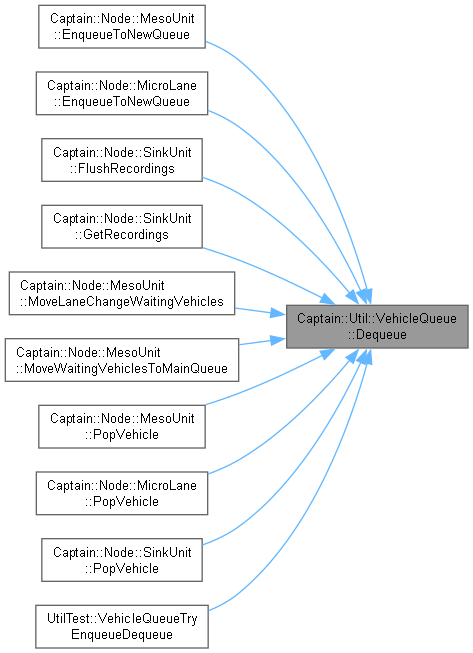 Captain::Node::MesoUnit
::EnqueueToNewQueue
Captain::Node::MicroLane
::EnqueueToNewQueue
Captain::Node::SinkUnit
::FlushRecordings
Captain::Node::SinkUnit
::GetRecordings
Captain::Node::MesoUnit
::MoveLaneChangeWaitingVehicles
Captain::Util::VehicleQueue
::Dequeue
Captain::Node::MesoUnit
::MoveWaitingVehiclesToMainQueue
Captain::Node::MesoUnit
::PopVehicle
Captain::Node::MicroLane
::PopVehicle
Captain::Node::SinkUnit
::PopVehicle
UtilTest::VehicleQueueTry
EnqueueDequeue